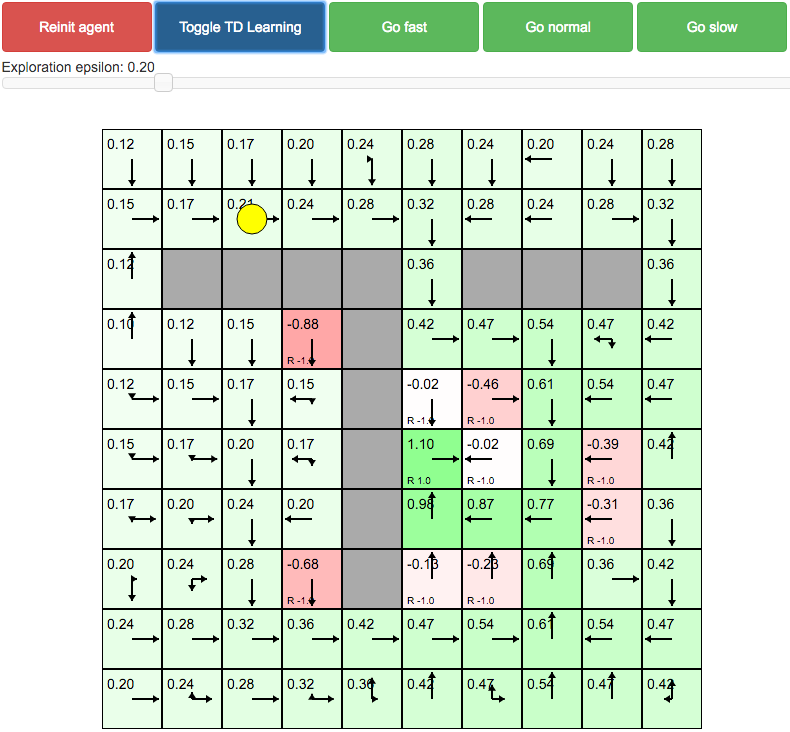 Reinit agent Toggle TD Learning Go fast Go normal Go slow
Exploration epsilon: 0.20
0.12 0.15 0.17 0.20 0.24 0.28 0.24 0.20 0.24 0.28
0.15 0.17 0.21 0.24 0.28 0.32 0.28 0.24 0.28 0.32
0.12 0.36 0.36
0.10 0.12 0.15 -0.88 0.42 0.47 0.54 0.47 0.42
R -1.0
0.12 0.15 0.17 0.15 -0.02 -0.46 0.61 0.54 0.47
R -1.0 R -1.0
0.15 0.17 0.20 0.17 1.10 -0.02 0.69 -0.39 0.42
R 1.0 R -1.0 R -1.0
0.17 0.20 0.24 0.20 0.98 0.87 0.77 -0.31 0.36
R -1.0
0.20 0.24 0.28 -0.68 -0.13 -0.23 0.69 0.36 0.42
R -1.0 R -1.0 R -1.0
0.24 0.28 0.32 0.36 0.42 0.47 0.54 0.61 0.54 0.47
0.20 0.24 0.28 0.32 0.36 0.42 0.47 0.54 0.47 0.42